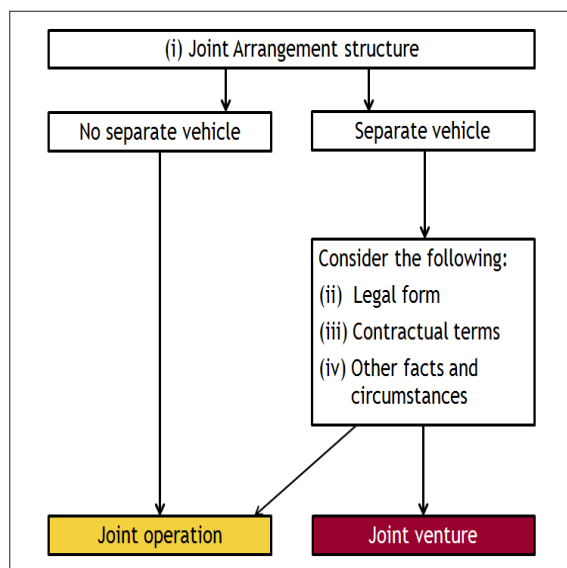 (i) Joint Arrangement structure
No separate vehicle
Separate vehicle
Consider the following:
(ii) Legal form
(iii) Contractual terms
(iv) Other facts and
circumstances
Joint operation
Joint venture